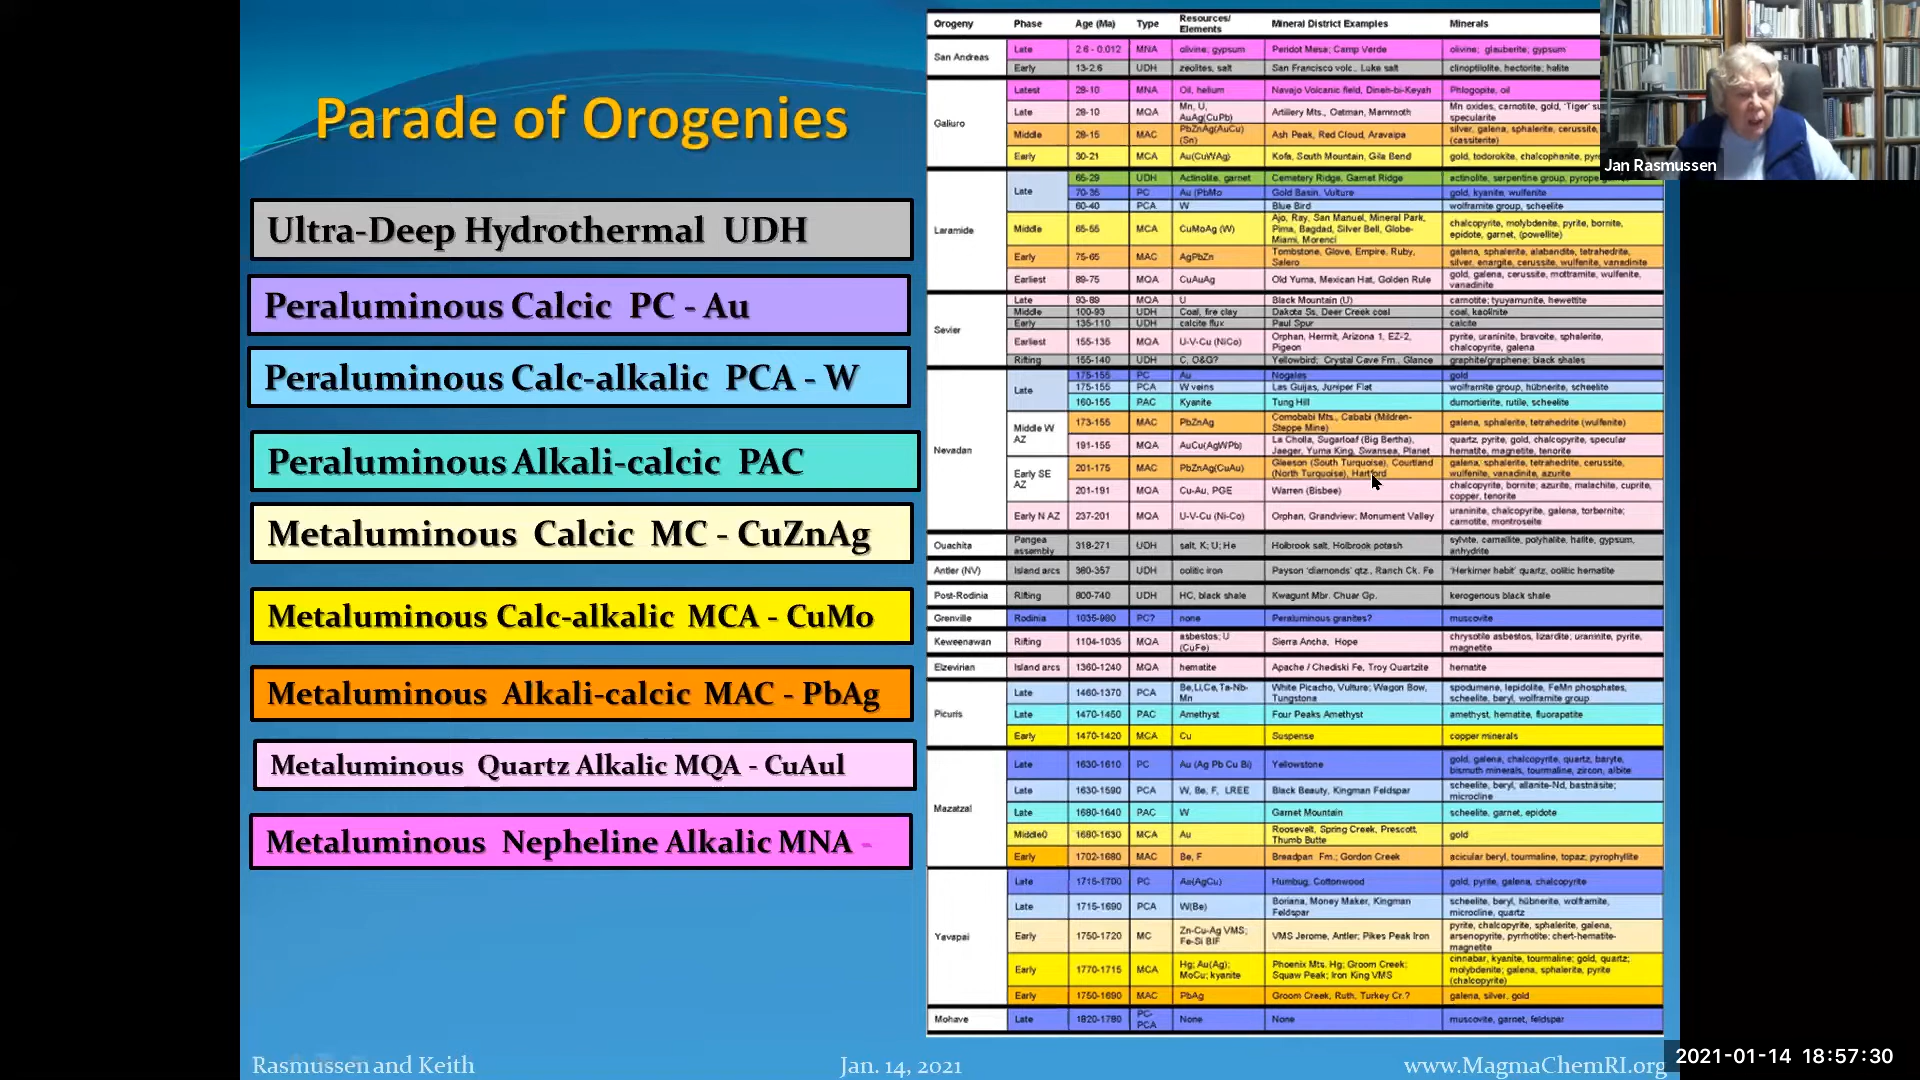 Parade of Orogenies
Ultra-Deep Hydrothermal UDH
Peraluminous Calcic PC - Au
Peraluminous Calc-alkalic PCA - W
Peraluminous Alkali-calcic PAC
Metaluminous Calcic MC - CuZnAg
Metaluminous Calc-alkalic MCA - CuMo
Metaluminous Alkali-calcic MAC - PbAg
Metaluminous Quartz Alkalic MQA - CuAul
Metaluminous Nepheline Alkalic MNA -
Orogeny Phase Age (Ma) Type Resources/ Elements Mineral District Examples Minerals
San Andreas
Late 2.6 - 0.012 MNA olivine; gypsum Peridot Mesa; Camp Verde olivine; glauberite; gypsum
Early 13-2.6 UDH zeolites, salt San Francisco volc., Luke salt clinoptilolite, hectorite; halite
Galiuro
Latest 28-10 MNA Oil, helium Navajo Volcanic field, Dineh-bi-Keyah Phlogopite, oil
Late 28-10 MQA Mn, U, AuAg(CuPb) Artillery Mts., Oatman, Mammoth Mn oxides, carnotite, gold, 'Tiger' specularite
Middle 28-15 MAC PbZnAg(AuCu) (Sn) Ash Peak, Red Cloud, Aravaipa silver, galena, sphalerite, cerussite, (cassiterite)
Early 30-21 MCA Au(CuWAg) Kofa, South Mountain, Gila Bend gold, todorokite, chalcophanite,
Laramide
Late 65-29 UDH Actinolite, garnet Cemetery Ridge, Garnet Ridge actinolite, serpentine group,
70-35 PC Au (PbMo Gold Basin, Vulture gold, kyanite, wulfenite
60-40 PCA W Blue Bird wolframite group, scheelite
Middle 65-55 MCA CuMoAg (W) Ajo, Ray, San Manuel, Mineral Park, Pima, Bagdad, Silver Bell, Globe-Miami, Morenci chalcopyrite, molybdenite, pyrite, bornite, epidote, garnet, (powellite)
Early 75-65 MAC AgPbZn Tombstone, Glove, Empire, Ruby, Salero galena, sphalerite, alabandite, tetrahedrite, silver, enargite, cerussite, wulfenite, vanadinite
Earliest 89-75 MQA CuAuAg Old Yuma, Mexican Hat, Golden Rule gold, galena, cerussite, mottramite, wulfenite, vanadinite
Sevier
Late 93-89 MQA U Black Mountain (U) carnotite; tyuyamunite, hewettite
Middle 100-93 UDH Coal, fire clay Dakota Ss, Deer Creek coal coal, kaolinite
Early 135-110 UDH calcite flux Paul Spur calcite
Earliest 155-135 MQA U-V-Cu (NiCo) Orphan, Hermit, Arizona 1, EZ-2, Pigeon pyrite, uraninite, bravoite, sphalerite, chalcopyrite, galena
Rifting 155-140 UDH C, O&G? Yellowbird; Crystal Cave Fm., Glance graphite/graphene; black shales
Nevadan
Late 175-155 PC Au Nogales gold
175-155 PCA W veins Las Guijas, Juniper Flat wolframite group, hübnerite, scheelite
160-155 PAC Kyanite Tung Hill dumortierite, rutile, scheelite
Middle W AZ 173-155 MAC PbZnAg Comobabi Mts., Cababi (Mildren-Steppe Mine) galena, sphalerite, tetrahedrite (wulfenite)
191-155 MQA AuCu(AgWPb) La Cholla, Sugarloaf (Big Bertha), Jaeger, Yuma King, Swansea, Planet quartz, pyrite, gold, chalcopyrite, specular hematite, magnetite, tenorite
Early SE AZ 201-175 MAC PbZnAg(CuAu) Gleeson (South Turquoise), Courtland (North Turquoise), Hartford galena, sphalerite, tetrahedrite, cerussite, wulfenite, vanadinite, azurite
201-191 MQA Cu-Au, PGE Warren (Bisbee) chalcopyrite, bornite; azurite, malachite, cuprite, copper, tenorite
Early N AZ 237-201 MQA U-V-Cu (Ni-Co) Orphan, Grandview; Monument Valley uraninite, chalcopyrite, galena, torbernite; carnotite, montroseite
Ouachita Pangea assembly 318-271 UDH salt, K; U; He Holbrook salt, Holbrook potash sylvite, carnallite, polyhalite, halite, gypsum, anhydrite
Antler (NV) Island arcs 380-357 UDH oolitic iron Payson 'diamonds' qtz., Ranch Ck. Fe 'Herkimer habit' quartz, oolitic hematite
Post-Rodinia Rifting 800-740 UDH HC, black shale Kwagunt Mbr. Chuar Gp. kerogenous black shale
Grenville Rodinia 1035-980 PC? none Peraluminous granites? muscovite
Keweenawan Rifting 1104-1035 MQA asbestos; U (CuFe) Sierra Ancha, Hope chrysotile asbestos, lizardite; uraninite, pyrite, magnetite
Elzevirian Island arcs 1360-1240 MQA hematite Apache / Chediski Fe, Troy Quartzite hematite
Picuris
Late 1460-1370 PCA Be,Li,Ce,Ta-Nb-Mn White Picacho, Vulture; Wagon Bow, Tungstona spodumene, lepidolite, FeMn phosphates, scheelite, beryl, wolframite group
Late 1470-1450 PAC Amethyst Four Peaks Amethyst amethyst, hematite, fluorapatite
Early 1470-1420 MCA Cu Suspense copper minerals
Mazatzal
Late 1630-1610 PC Au (Ag Pb Cu Bi) Yellowstone gold, galena, chalcopyrite, quartz, baryte, bismuth minerals, tourmaline, zircon, albite
Late 1630-1590 PCA W, Be, F, LREE Black Beauty, Kingman Feldspar scheelite, beryl, allanite-Nd, bastnäsite; microcline
Late 1680-1640 PAC W Garnet Mountain scheelite, garnet, epidote
Middle0 1680-1630 MCA Au Roosevelt, Spring Creek, Prescott, Thumb Butte gold
Early 1702-1680 MAC Be, F Breadpan Fm.; Gordon Creek acicular beryl, tourmaline, topaz; pyrophyllite
Yavapai
Late 1715-1700 PC Au(AgCu) Humbug, Cottonwood gold, pyrite, galena, chalcopyrite
Late 1715-1690 PCA W(Be) Boriana, Money Maker, Kingman Feldspar scheelite, beryl, hübnerite, wolframite, microcline, quartz
Early 1750-1720 MC Zn-Cu-Ag VMS; Fe-Si BIF VMS Jerome, Antler; Pikes Peak Iron pyrite, chalcopyrite, sphalerite, galena, arsenopyrite, pyrrhotite; chert-hematite-magnetite
Early 1770-1715 MCA Hg; Au(Ag); MoCu; kyanite Phoenix Mts. Hg; Groom Creek; Squaw Peak; Iron King VMS cinnabar, kyanite, tourmaline; gold, quartz; molybdenite; galena, sphalerite, pyrite (chalcopyrite)
Early 1750-1690 MAC PbAg Groom Creek, Ruth, Turkey Cr.? galena, silver, gold
Mohave Late 1820-1780 PC-PCA None None muscovite, garnet, feldspar
Jan Rasmussen
Rasmussen and Keith
Jan. 14, 2021
www.MagmaChemRI.org
2021-01-14 18:57:30